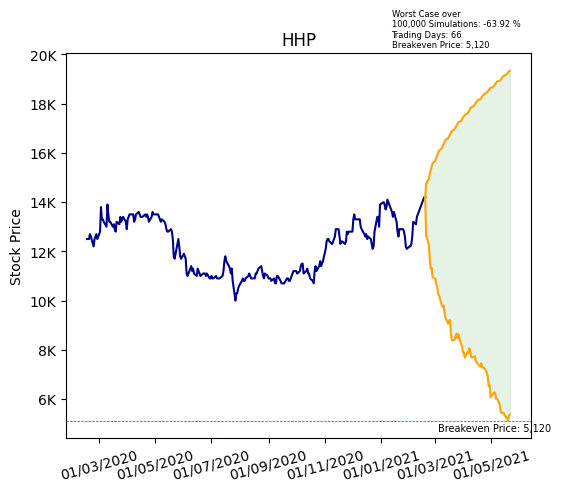 Worst Case over
100,000 Simulations: -63.92 %
Trading Days: 66
Breakeven Price: 5,120
HHP
20K
18K
16K
14K
12K
10K
8K
6K
Stock Price
Breakeven Price: 5,120
01/03/2020
01/05/2020
01/07/2020
01/09/2020
01/11/2020
01/01/2021
01/03/2021
01/05/2021